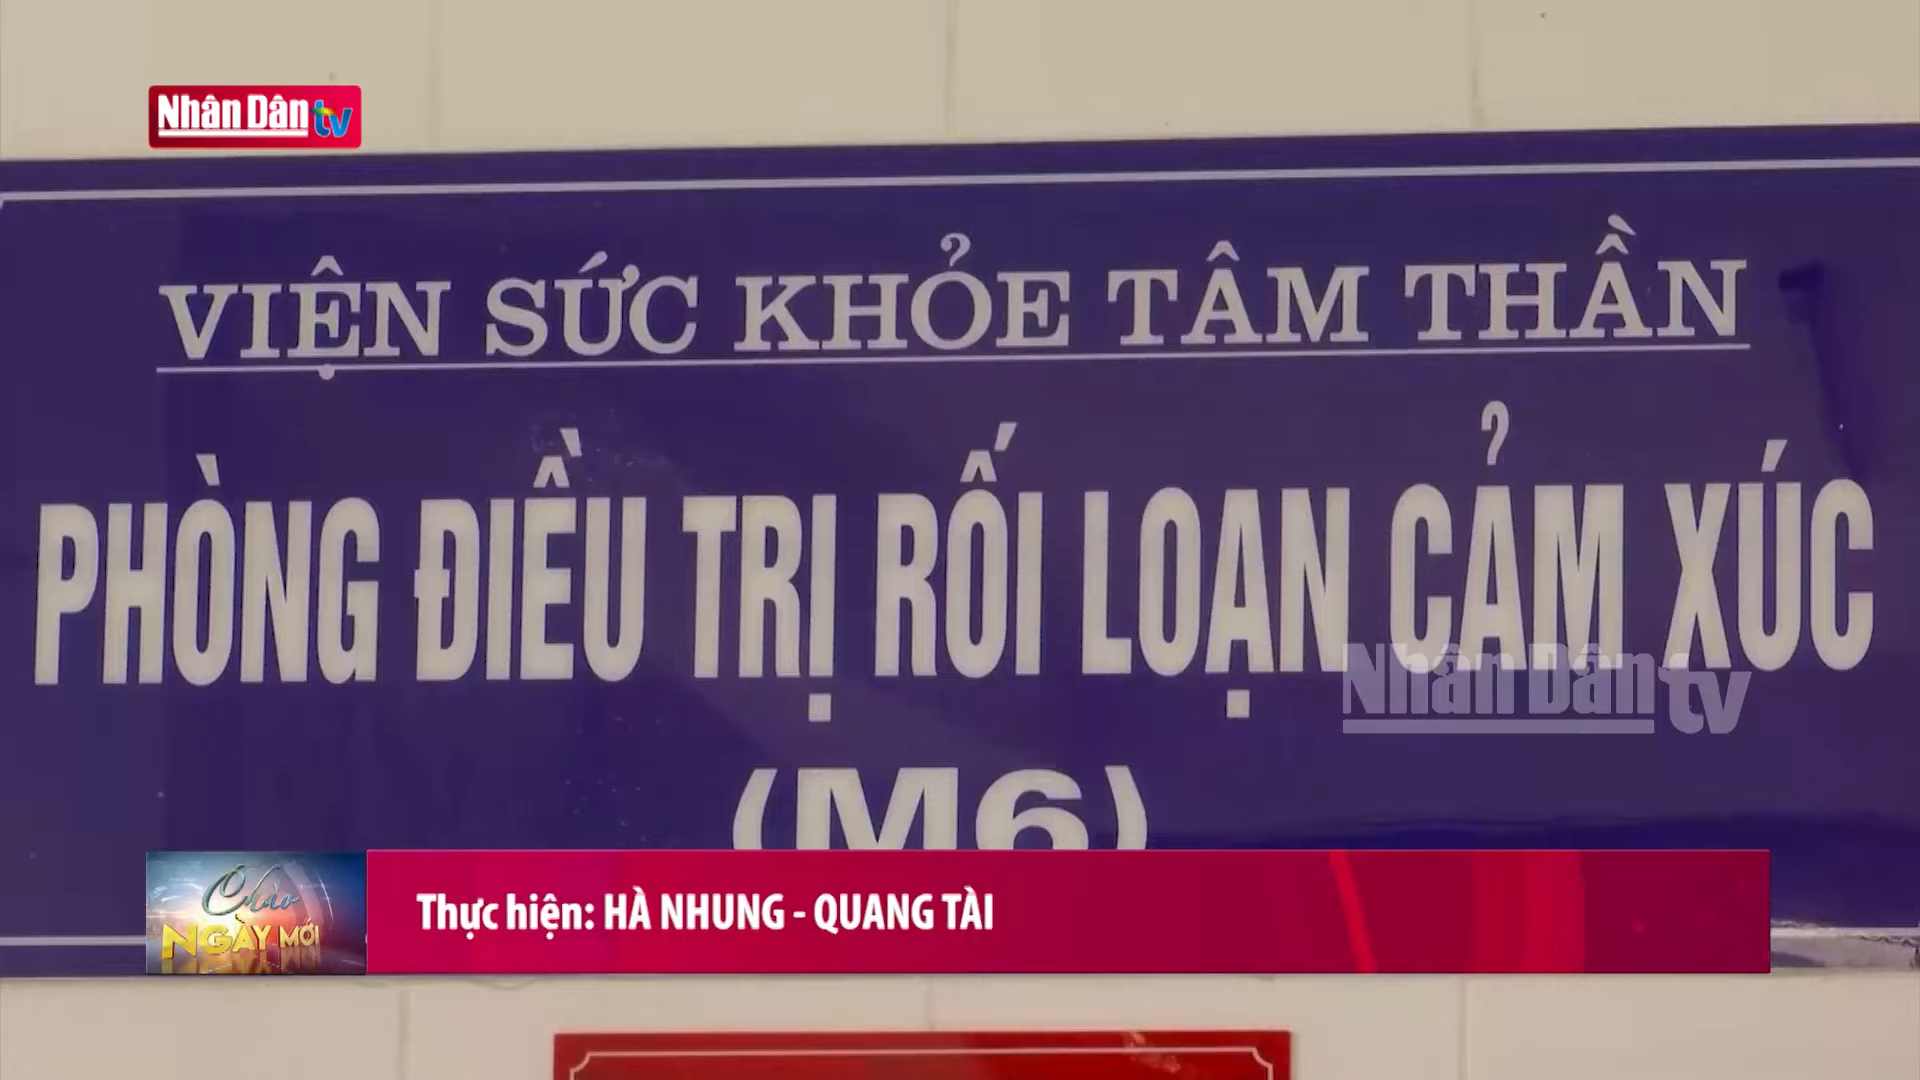 Nhân Dân tv
VIỆN SỨC KHỎE TÂM THẦN
PHÒNG ĐIỀU TRỊ RỐI LOẠN CẢM XÚC
Nhân Dân tv
(M6)
Chào
NGÀY MỚI
Thực hiện: HÀ NHUNG - QUANG TÀI